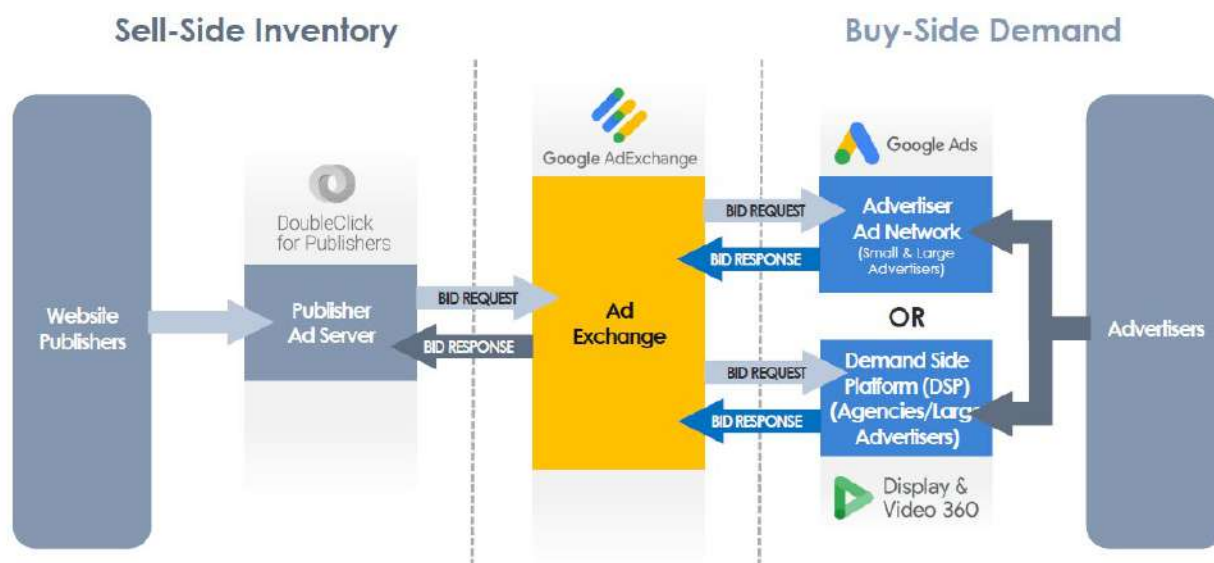 Sell-Side Inventory
Buy-Side Demand
Website
Publishers
DoubleClick
for Publishers
Publisher
Ad Server
BID REQUEST
BID RESPONSE
Google AdExchange
Ad
Exchange
BID REQUEST
BID RESPONSE
BID REQUEST
BID RESPONSE
Google Ads
Advertiser
Ad Network
(Small & Large
Advertisers)
OR
Demand Side
Platform (DSP)
(Agencies/Large
Advertisers)
Display &
Video 360
Advertisers